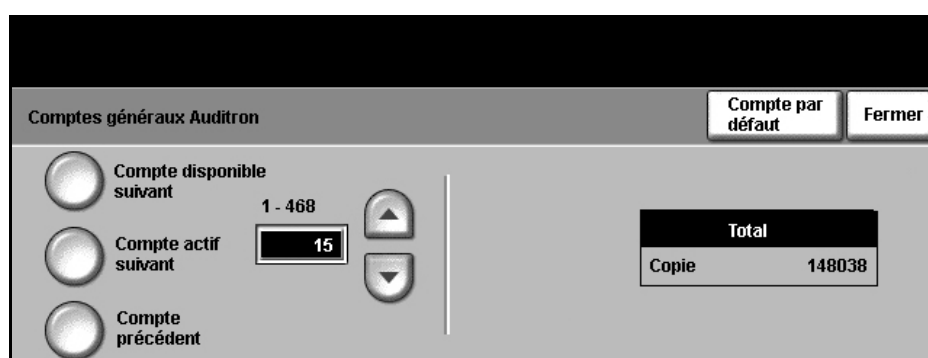 Comptes généraux Auditron
Compte par
défaut
Fermer
Compte disponible
suivant
1 - 468
15
Compte actif
suivant
Compte
précédent
Total
Copie 148038